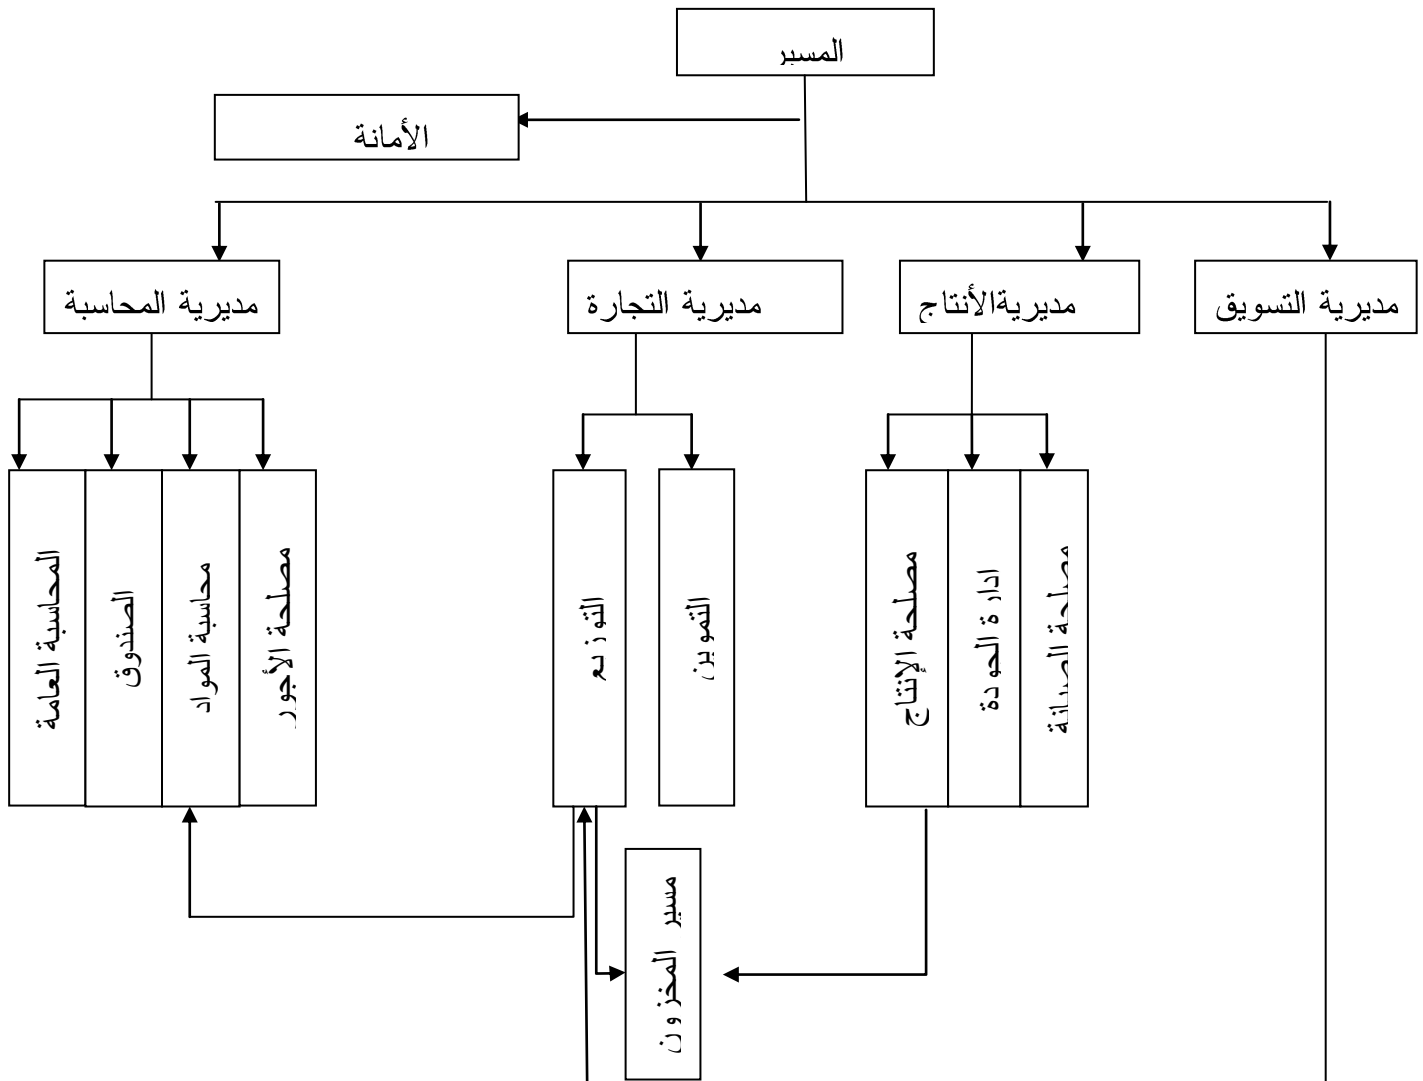 المسير
الأمانة
مديرية التسويق
مديريةالأنتاج
مديرية التجارة
مديرية المحاسبة
مصلحة الصيانة
ادارة الجودة
مصلحة الإنتاج
التموين
التوزيع
مصلحة الأجور
محاسبة المواد
الصندوق
المحاسبة العامة
مسير المخزون